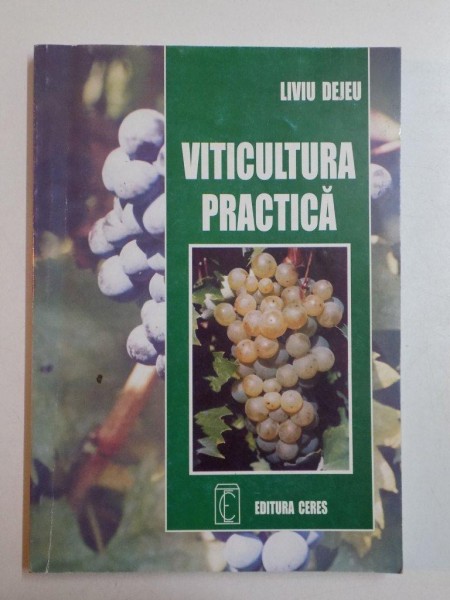 LIVIU DEJEU
VITICULTURA
PRACTICĂ
EDITURA CERES